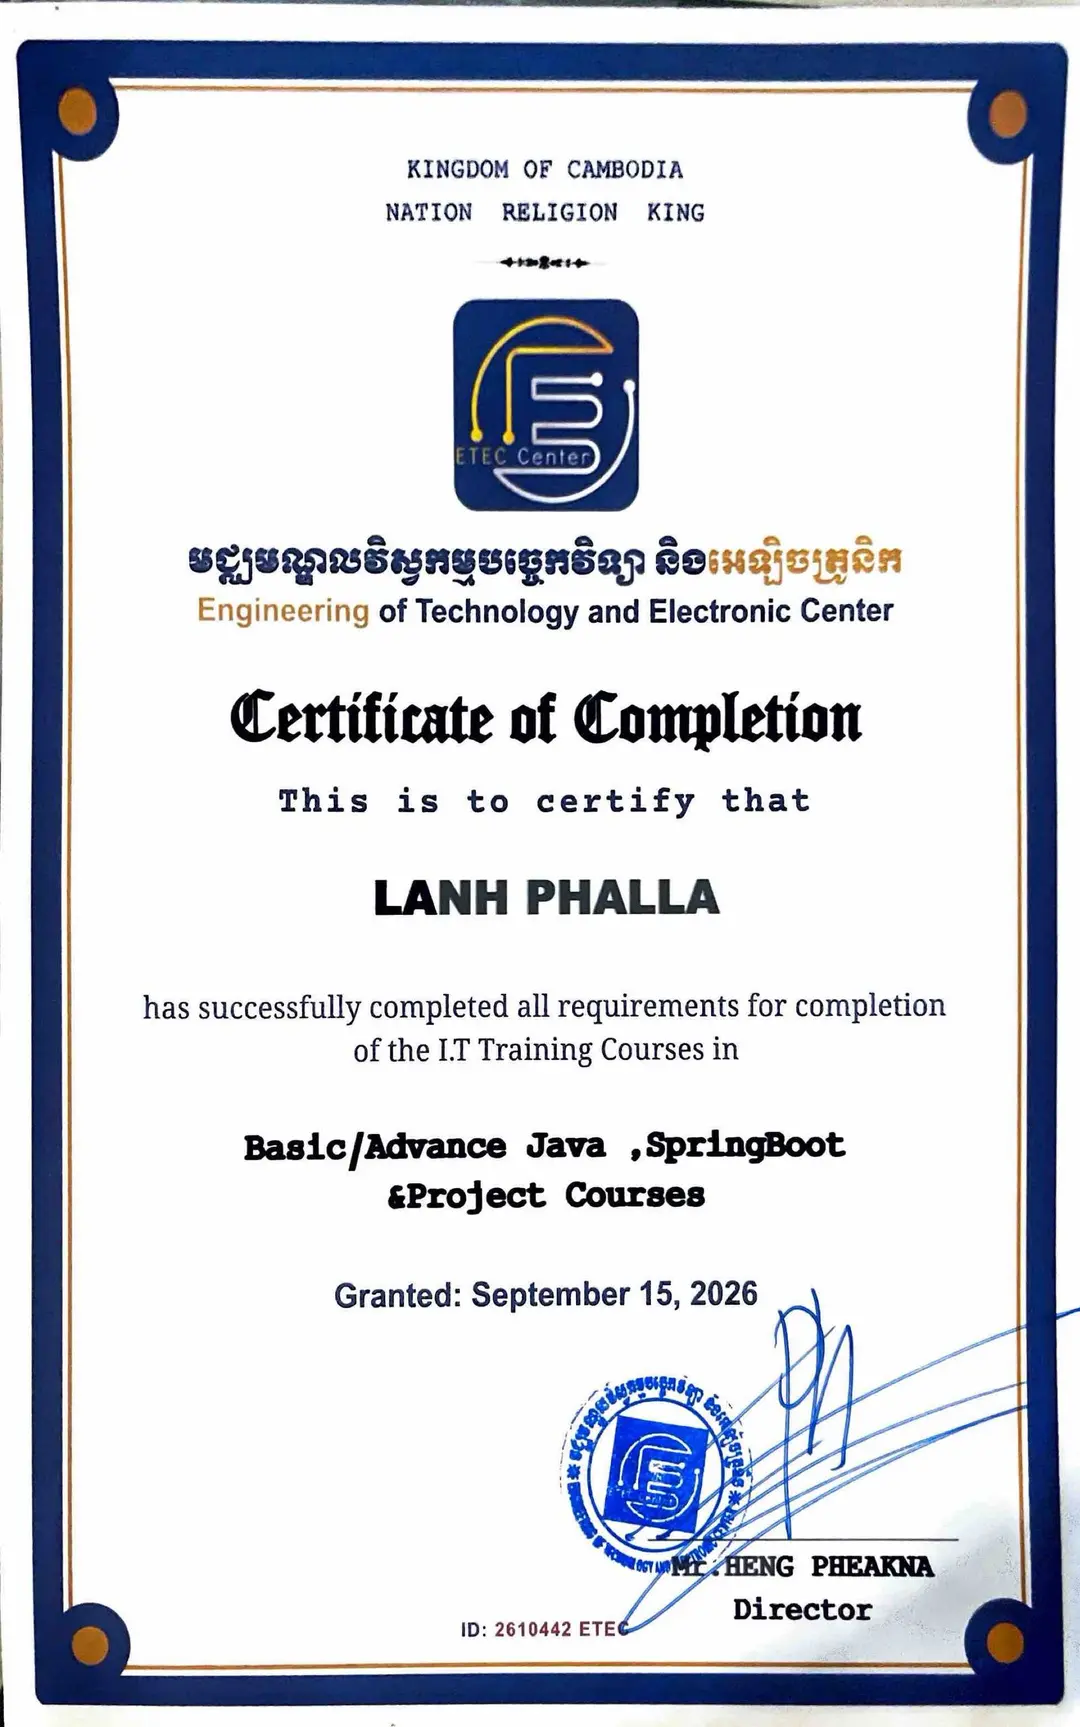 KINGDOM OF CAMBODIA
NATION RELIGION KING
ETEC Center
មជ្ឈមណ្ឌលវិស្វកម្មបច្ចេកវិទ្យា និងអេឡិចត្រូនិក
Engineering of Technology and Electronic Center
Certificate of Completion
This is to certify that
LANH PHALLA
has successfully completed all requirements for completion
of the I.T Training Courses in
Basic/Advance Java ,SpringBoot
&Project Courses
Granted: September 15, 2026
Mr.HENG PHEAKNA
Director
ID: 2610442 ETEC